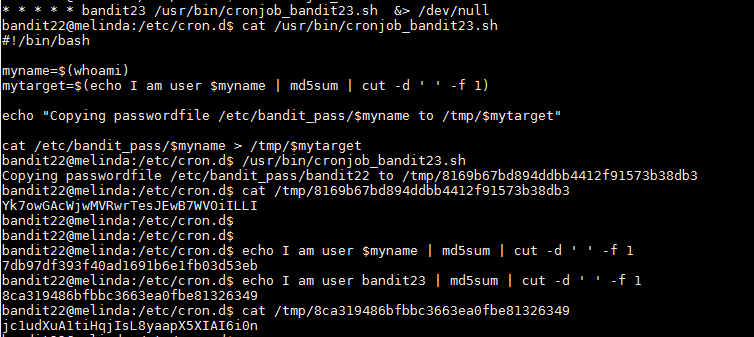 * * * * * bandit23 /usr/bin/cronjob_bandit23.sh  &> /dev/null
bandit22@melinda:/etc/cron.d$ cat /usr/bin/cronjob_bandit23.sh
#!/bin/bash
myname=$(whoami)
mytarget=$(echo I am user $myname | md5sum | cut -d ' ' -f 1)
echo "Copying passwordfile /etc/bandit_pass/$myname to /tmp/$mytarget"
cat /etc/bandit_pass/$myname > /tmp/$mytarget
bandit22@melinda:/etc/cron.d$ /usr/bin/cronjob_bandit23.sh
Copying passwordfile /etc/bandit_pass/bandit22 to /tmp/8169b67bd894ddbb4412f91573b38db3
bandit22@melinda:/etc/cron.d$ cat /tmp/8169b67bd894ddbb4412f91573b38db3
Yk7owGAcWjwMVRwrTesJEwB7WVOiILLI
bandit22@melinda:/etc/cron.d$
bandit22@melinda:/etc/cron.d$
bandit22@melinda:/etc/cron.d$ echo I am user $myname | md5sum | cut -d ' ' -f 1
7db97df393f40ad1691b6e1fb03d53eb
bandit22@melinda:/etc/cron.d$ echo I am user bandit23 | md5sum | cut -d ' ' -f 1
8ca319486bfbbc3663ea0fbe81326349
bandit22@melinda:/etc/cron.d$ cat /tmp/8ca319486bfbbc3663ea0fbe81326349
jc1udXuA1tiHqjIsL8yaapX5XIAI6i0n